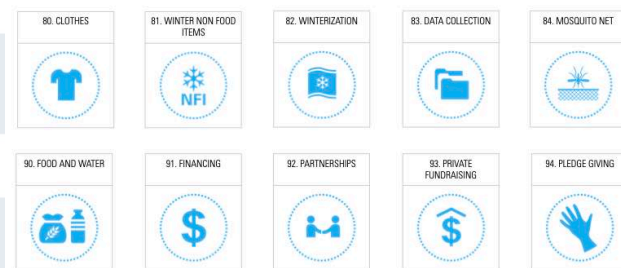 80. CLOTHES
81. WINTER NON FOOD
ITEMS
82. WINTERIZATION
83. DATA COLLECTION
84. MOSQUITO NET
NFI
90. FOOD AND WATER
91. FINANCING
92. PARTNERSHIPS
93. PRIVATE
FUNDRAISING
94. PLEDGE GIVING
$
$